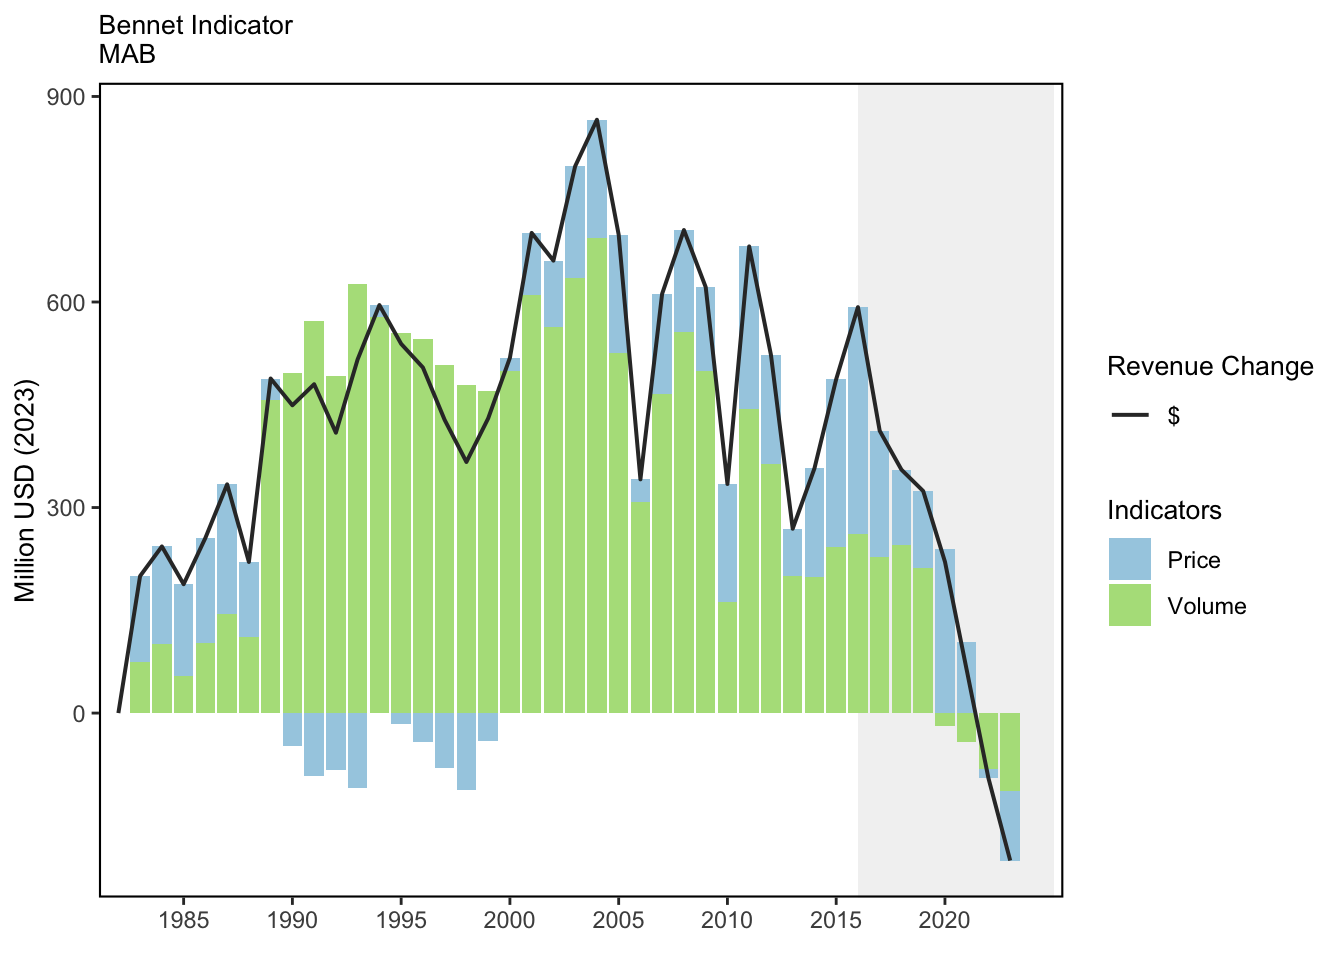 Bennet Indicator
MAB
Million USD (2023)
900
600
300
0
1985
1990
1995
2000
2005
2010
2015
2020
Revenue Change
$
Indicators
Price
Volume